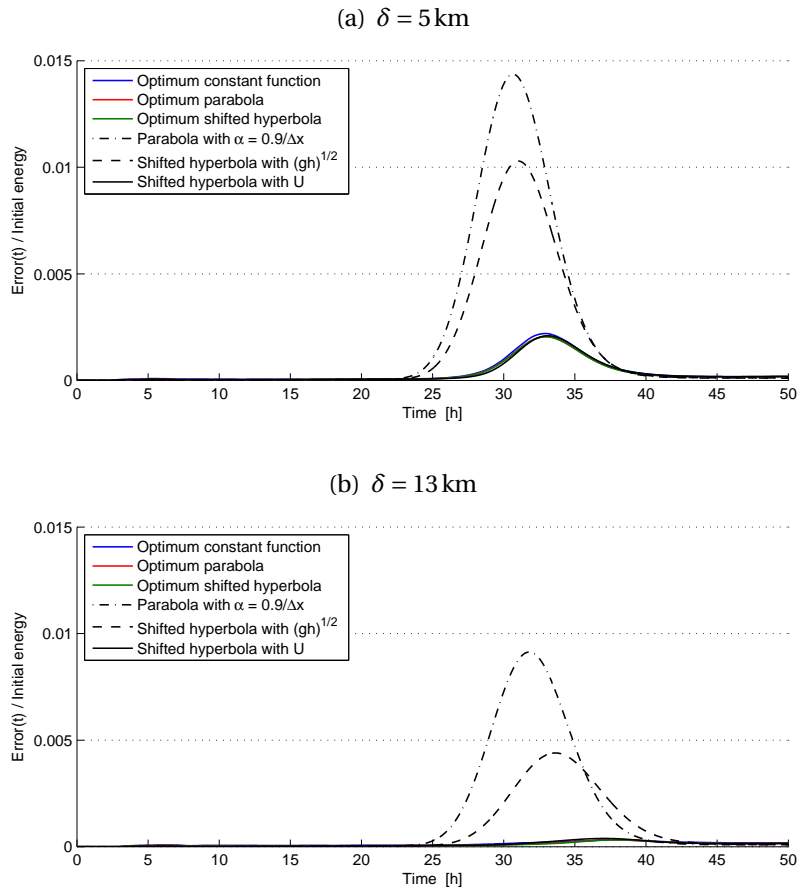 (a) δ = 5 km
0.015
0.01
0.005
0
Error(t) / Initial energy
Optimum constant function
Optimum parabola
Optimum shifted hyperbola
Parabola with α = 0.9/Δx
Shifted hyperbola with (gh)^{1/2}
Shifted hyperbola with U
0 5 10 15 20 25 30 35 40 45 50
Time [h]
(b) δ = 13 km
0.015
0.01
0.005
0
Error(t) / Initial energy
Optimum constant function
Optimum parabola
Optimum shifted hyperbola
Parabola with α = 0.9/Δx
Shifted hyperbola with (gh)^{1/2}
Shifted hyperbola with U
0 5 10 15 20 25 30 35 40 45 50
Time [h]